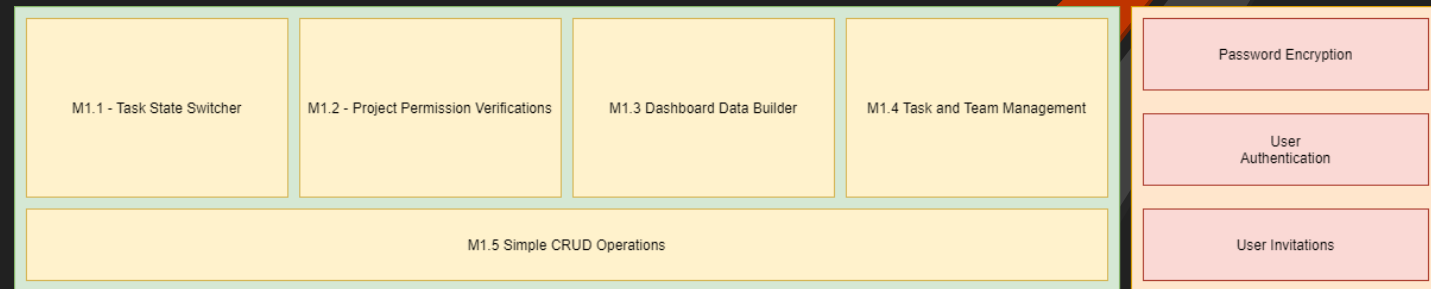 M1.1 - Task State Switcher
M1.2 - Project Permission Verifications
M1.3 Dashboard Data Builder
M1.4 Task and Team Management
M1.5 Simple CRUD Operations
Password Encryption
User
Authentication
User Invitations